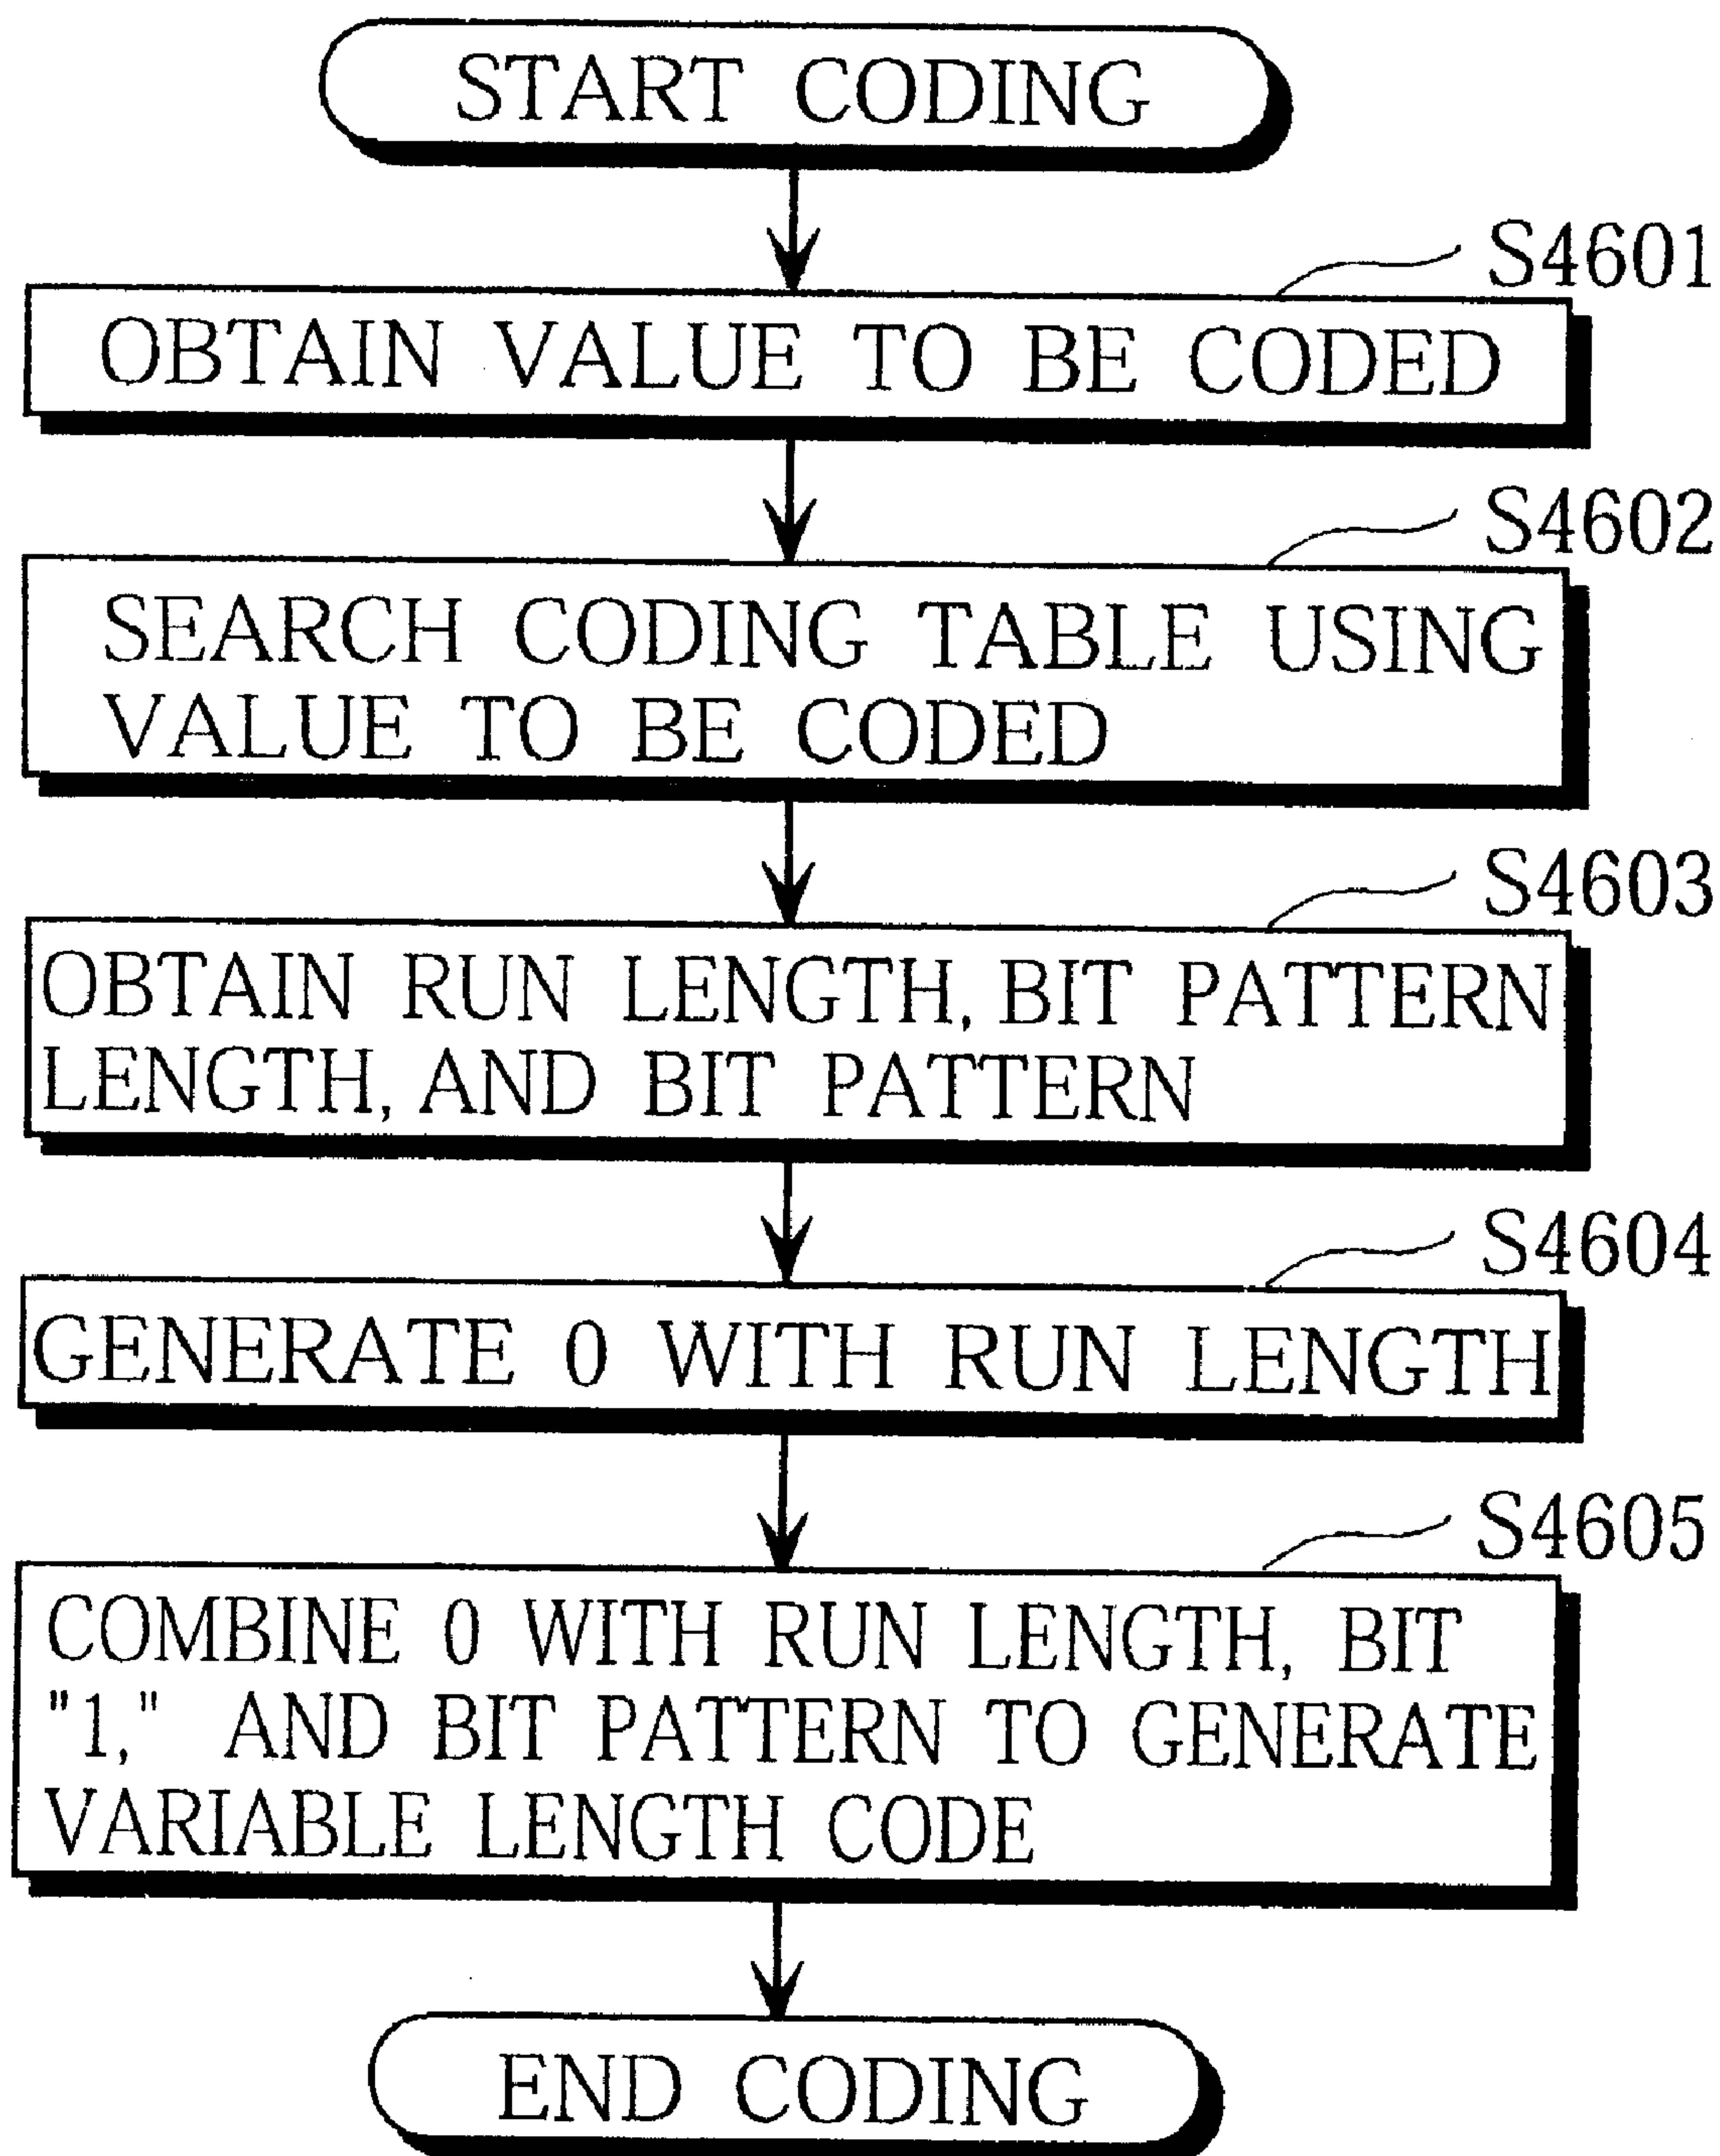 START CODING
S4601
OBTAIN VALUE TO BE CODED
S4602
SEARCH CODING TABLE USING
VALUE TO BE CODED
S4603
OBTAIN RUN LENGTH, BIT PATTERN
LENGTH, AND BIT PATTERN
S4604
GENERATE 0 WITH RUN LENGTH
S4605
COMBINE 0 WITH RUN LENGTH, BIT
"1," AND BIT PATTERN TO GENERATE
VARIABLE LENGTH CODE
END CODING